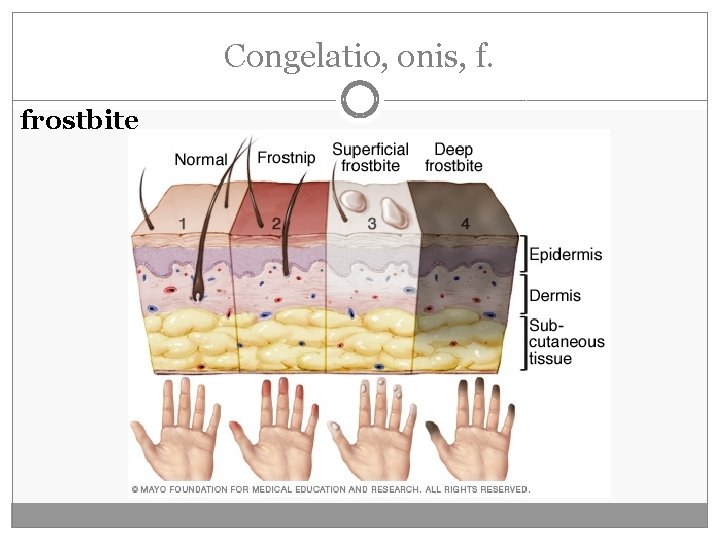 Congelatio, onis, f.
frostbite
Normal
Frostnip
Superficial
frostbite
Deep
frostbite
1
2
3
4
Epidermis
Dermis
Sub-
cutaneous
tissue
© MAYO FOUNDATION FOR MEDICAL EDUCATION AND RESEARCH. ALL RIGHTS RESERVED.